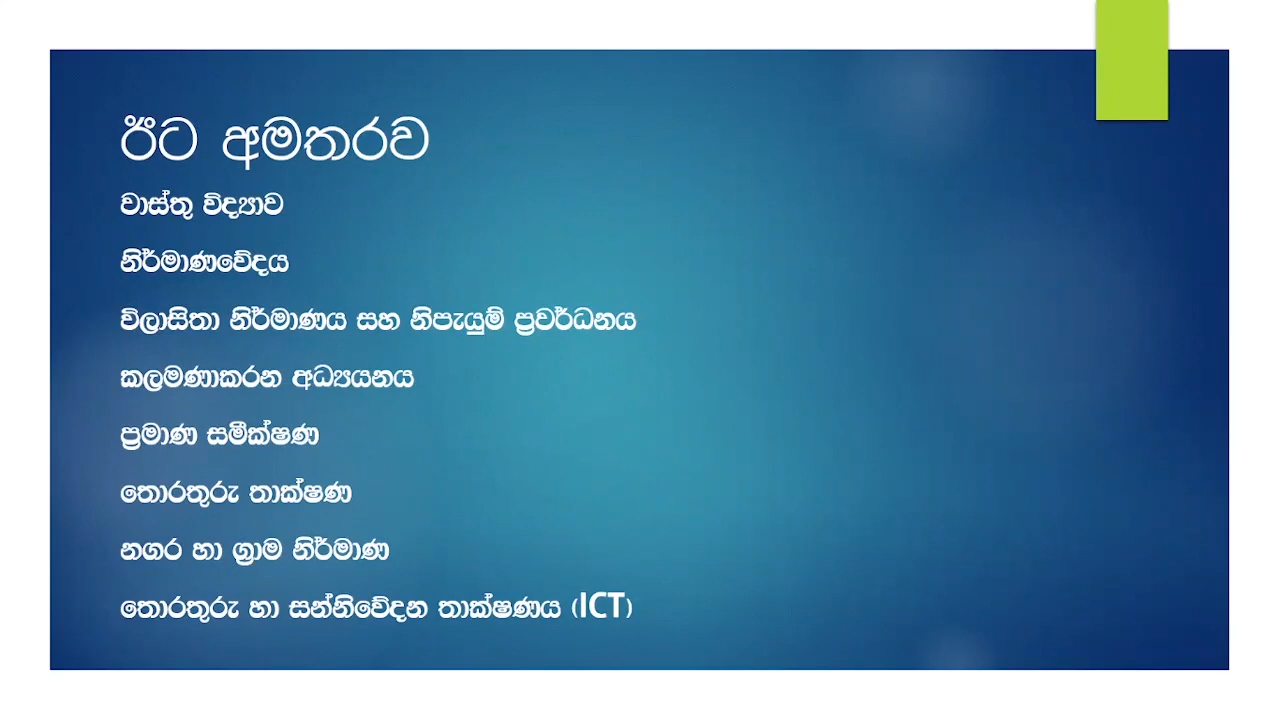 ඊට අමතරව
වාස්තු විද්‍යාව
නිර්මාණවේදය
විලාසිතා නිර්මාණය සහ නිපැයුම් ප්‍රවර්ධනය
කලමණාකරන අධ්‍යයනය
ප්‍රමාණ සමීක්ෂණ
තොරතුරු තාක්ෂණ
නගර හා ග්‍රාම නිර්මාණ
තොරතුරු හා සන්නිවේදන තාක්ෂණය (ICT)